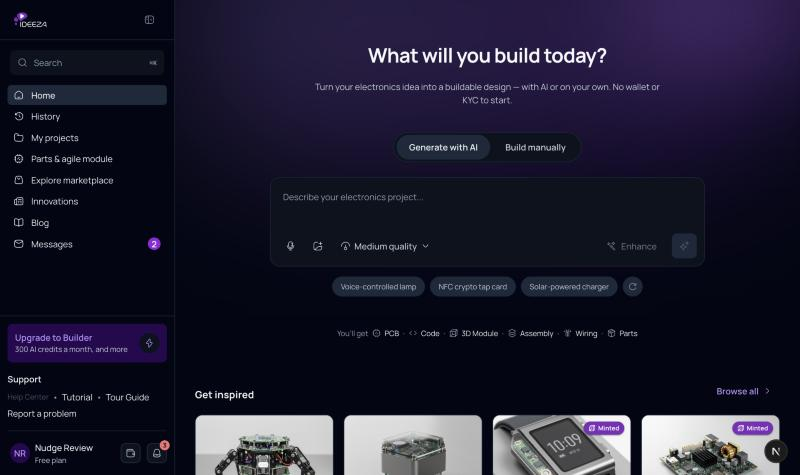 IDEEZA
Search
⌘K
Home
History
My projects
Parts & agile module
Explore marketplace
Innovations
Blog
Messages
2
Upgrade to Builder
300 AI credits a month, and more
Support
Help Center • Tutorial • Tour Guide
Report a problem
NR
Nudge Review
Free plan
3
What will you build today?
Turn your electronics idea into a buildable design — with AI or on your own. No wallet or
KYC to start.
Generate with AI
Build manually
Describe your electronics project...
Medium quality
Enhance
Voice-controlled lamp
NFC crypto tap card
Solar-powered charger
You'll get PCB · Code · 3D Module · Assembly · Wiring · Parts
Get inspired
Browse all
10:09
Minted
Minted
N